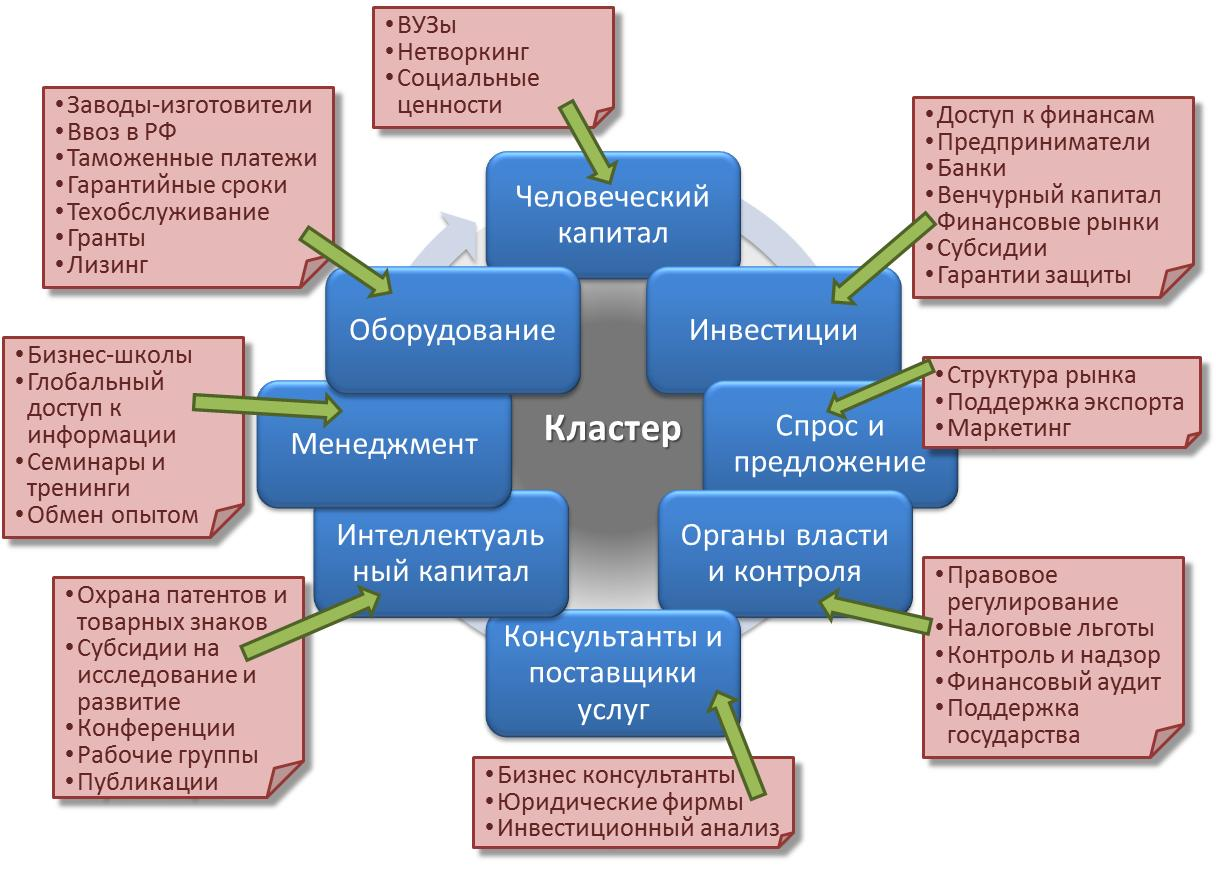 • ВУЗы
• Нетворкинг
• Социальные
ценности
• Заводы-изготовители
• Ввоз в РФ
• Таможенные платежи
• Гарантийные сроки
• Техобслуживание
• Гранты
• Лизинг
• Доступ к финансам
• Предприниматели
• Банки
• Венчурный капитал
• Финансовые рынки
• Субсидии
• Гарантии защиты
Человеческий
капитал
Оборудование
Инвестиции
• Бизнес-школы
• Глобальный
доступ к
информации
• Семинары и
тренинги
• Обмен опытом
Менеджмент
Кластер
Спрос и
предложение
• Структура рынка
• Поддержка экспорта
• Маркетинг
Интеллектуаль
ный капитал
Органы власти
и контроля
• Охрана патентов и
товарных знаков
• Субсидии на
исследование и
развитие
• Конференции
• Рабочие группы
• Публикации
Консультанты и
поставщики
услуг
• Правовое
регулирование
• Налоговые льготы
• Контроль и надзор
• Финансовый аудит
• Поддержка
государства
• Бизнес консультанты
• Юридические фирмы
• Инвестиционный анализ